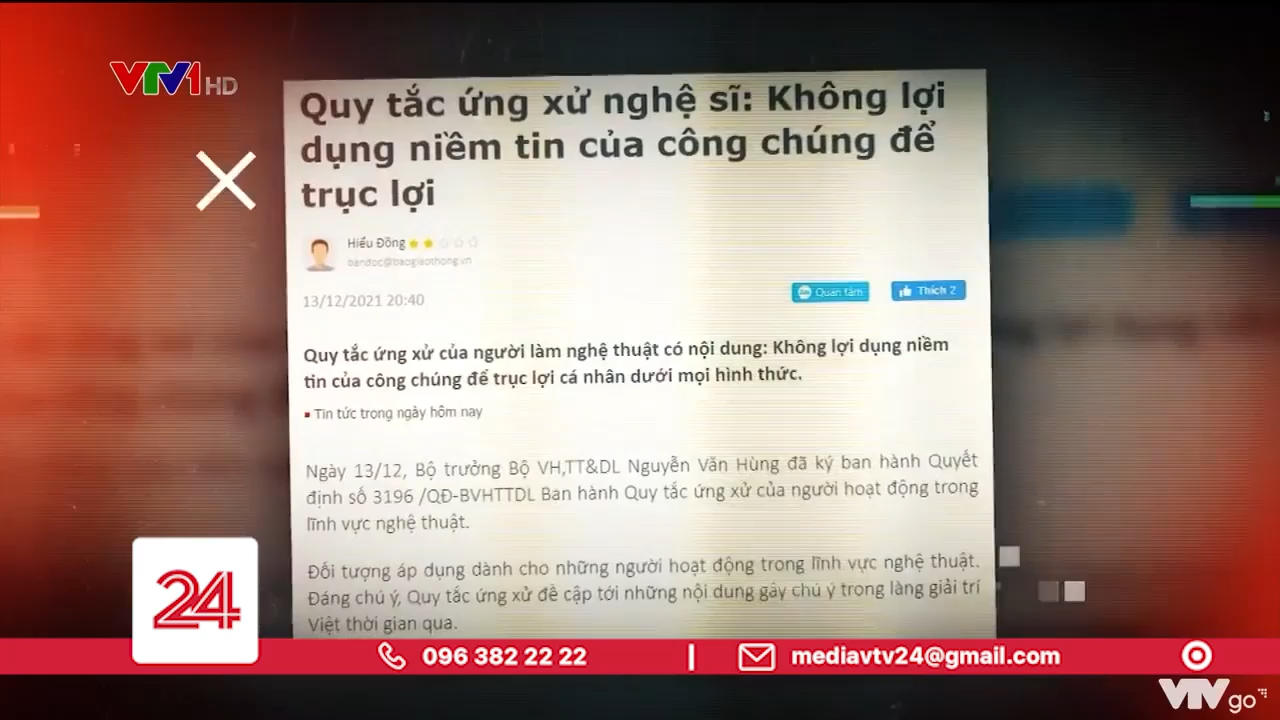 VTV1 HD
Quy tắc ứng xử nghệ sĩ: Không lợi
dụng niềm tin của công chúng để
trục lợi
Hiếu Đồng
bandoc@baogiaothong.vn
13/12/2021 20:40
Quan tâm
Thích 2
Quy tắc ứng xử của người làm nghệ thuật có nội dung: Không lợi dụng niềm
tin của công chúng để trục lợi cá nhân dưới mọi hình thức.
Tin tức trong ngày hôm nay
Ngày 13/12, Bộ trưởng Bộ VH,TT&DL Nguyễn Văn Hùng đã ký ban hành Quyết
định số 3196 /QĐ-BVHTTDL Ban hành Quy tắc ứng xử của người hoạt động trong
lĩnh vực nghệ thuật.
Đối tượng áp dụng dành cho những người hoạt động trong lĩnh vực nghệ thuật.
Đáng chú ý, Quy tắc ứng xử đề cập tới những nội dung gây chú ý trong làng giải trí
Việt thời gian qua.
24
096 382 22 22 | mediavtv24@gmail.com
VTV go